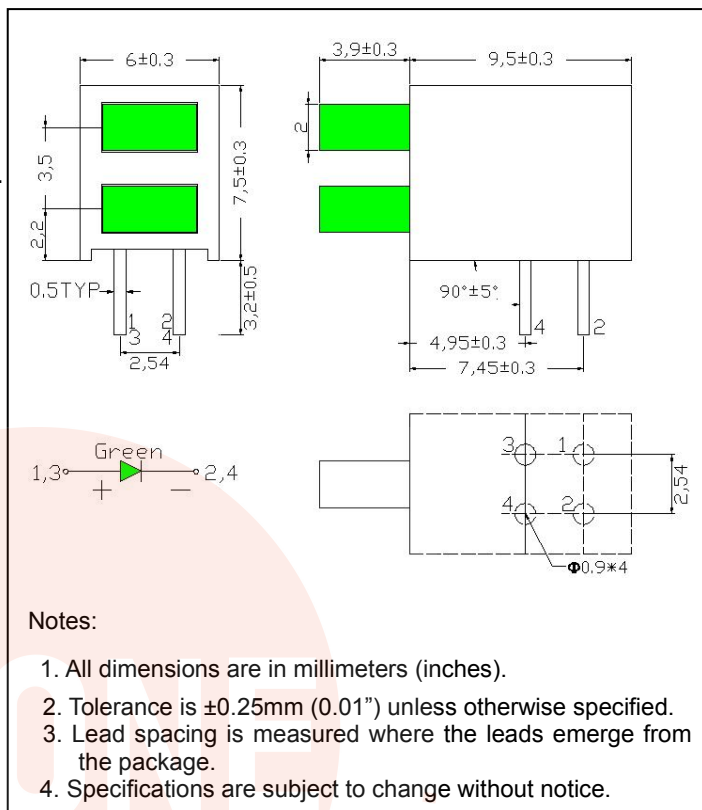 6±0.3
3,9±0.3
9,5±0.3
2
3,5
2,2
7,5±0.3
0.5TYP
3,2±0.5
1 2
3 4
2,54
90°±5°
4 2
4,95±0.3
7,45±0.3
Green
1,3 2,4
+ −
3 1
4 2
2,54
Φ0.9*4
Notes:
1. All dimensions are in millimeters (inches).
2. Tolerance is ±0.25mm (0.01”) unless otherwise specified.
3. Lead spacing is measured where the leads emerge from
the package.
4. Specifications are subject to change without notice.